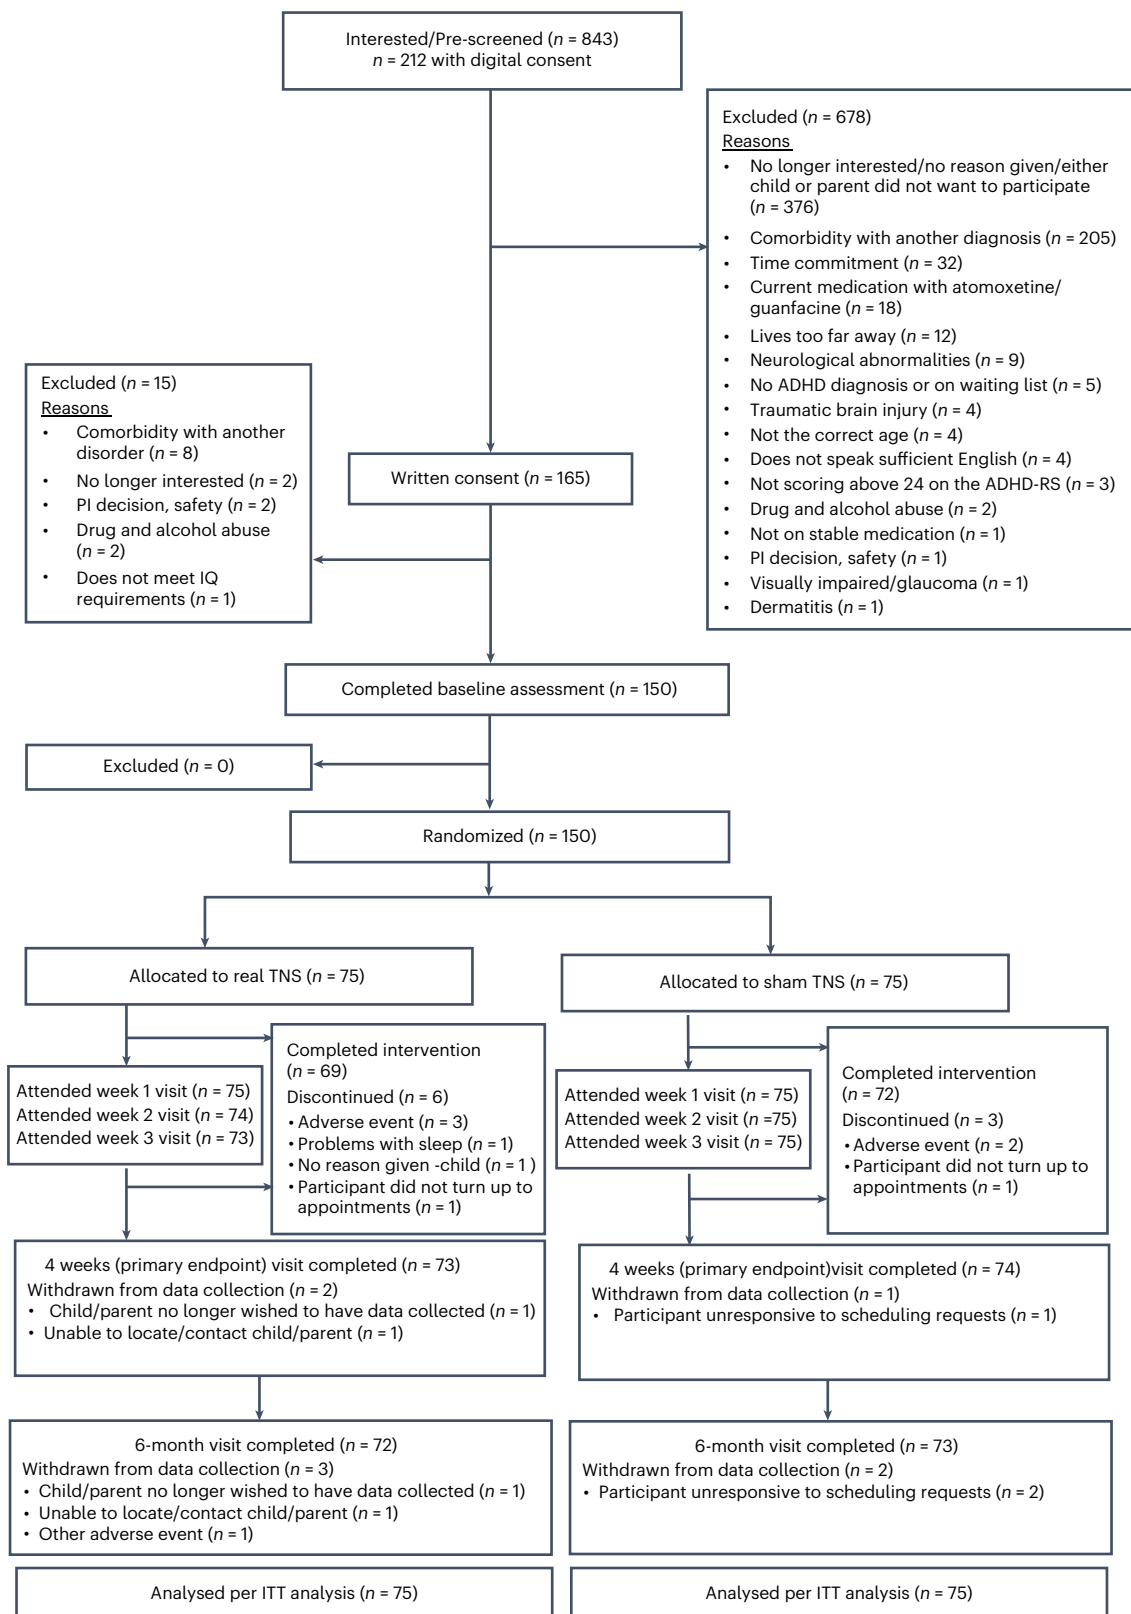 Interested/Pre-screened (n = 843)
n = 212 with digital consent
Excluded (n = 678)
Reasons
• No longer interested/no reason given/either
child or parent did not want to participate
(n = 376)
• Comorbidity with another diagnosis (n = 205)
• Time commitment (n = 32)
• Current medication with atomoxetine/
guanfacine (n = 18)
• Lives too far away (n = 12)
• Neurological abnormalities (n = 9)
• No ADHD diagnosis or on waiting list (n = 5)
• Traumatic brain injury (n = 4)
• Not the correct age (n = 4)
• Does not speak sufficient English (n = 4)
• Not scoring above 24 on the ADHD-RS (n = 3)
• Drug and alcohol abuse (n = 2)
• Not on stable medication (n = 1)
• PI decision, safety (n = 1)
• Visually impaired/glaucoma (n = 1)
• Dermatitis (n = 1)
Written consent (n = 165)
Excluded (n = 15)
Reasons
• Comorbidity with another
disorder (n = 8)
• No longer interested (n = 2)
• PI decision, safety (n = 2)
• Drug and alcohol abuse
(n = 2)
• Does not meet IQ
requirements (n = 1)
Completed baseline assessment (n = 150)
Excluded (n = 0)
Randomized (n = 150)
Allocated to real TNS (n = 75)
Attended week 1 visit (n = 75)
Attended week 2 visit (n = 74)
Attended week 3 visit (n = 73)
Completed intervention
(n = 69)
Discontinued (n = 6)
• Adverse event (n = 3)
• Problems with sleep (n = 1)
• No reason given -child (n = 1 )
• Participant did not turn up to
appointments (n = 1)
4 weeks (primary endpoint) visit completed (n = 73)
Withdrawn from data collection (n = 2)
• Child/parent no longer wished to have data collected (n = 1)
• Unable to locate/contact child/parent (n = 1)
6-month visit completed (n = 72)
Withdrawn from data collection (n = 3)
• Child/parent no longer wished to have data collected (n = 1)
• Unable to locate/contact child/parent (n = 1)
• Other adverse event (n = 1)
Analysed per ITT analysis (n = 75)
Allocated to sham TNS (n = 75)
Attended week 1 visit (n = 75)
Attended week 2 visit (n =75)
Attended week 3 visit (n = 75)
Completed intervention
(n = 72)
Discontinued (n = 3)
• Adverse event (n = 2)
• Participant did not turn up to
appointments (n = 1)
4 weeks (primary endpoint)visit completed (n = 74)
Withdrawn from data collection (n = 1)
• Participant unresponsive to scheduling requests (n = 1)
6-month visit completed (n = 73)
Withdrawn from data collection (n = 2)
• Participant unresponsive to scheduling requests (n = 2)
Analysed per ITT analysis (n = 75)